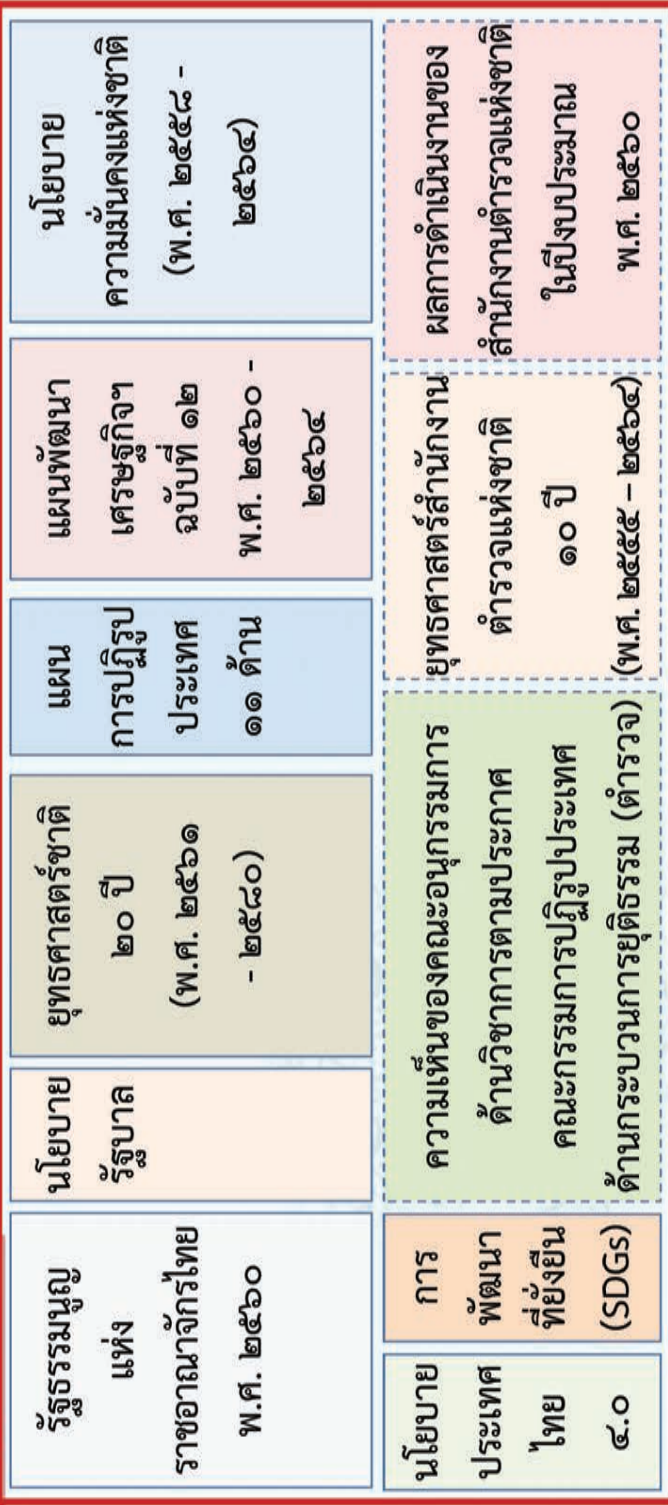 รัฐธรรมนูญ
แห่ง
ราชอาณาจักรไทย
พ.ศ. ๒๕๖๐
นโยบาย
รัฐบาล
ยุทธศาสตร์ชาติ
๒๐ ปี
(พ.ศ. ๒๕๖๑
- ๒๕๘๐)
แผน
การปฏิรูป
ประเทศ
๑๑ ด้าน
แผนพัฒนา
เศรษฐกิจฯ
ฉบับที่ ๑๒
พ.ศ. ๒๕๖๐ -
๒๕๖๔
นโยบาย
ความมั่นคงแห่งชาติ
(พ.ศ. ๒๕๕๘ -
๒๕๖๔)
นโยบาย
ประเทศ
ไทย
๔.๐
การ
พัฒนา
ที่ยั่งยืน
(SDGs)
ความเห็นของคณะอนุกรรมการ
ด้านวิชาการตามประกาศ
คณะกรรมการปฏิรูปประเทศ
ด้านกระบวนการยุติธรรม (ตำรวจ)
ยุทธศาสตร์สำนักงาน
ตำรวจแห่งชาติ
๑๐ ปี
(พ.ศ. ๒๕๕๕ – ๒๕๖๔)
ผลการดำเนินงานของ
สำนักงานตำรวจแห่งชาติ
ในปีงบประมาณ
พ.ศ. ๒๕๖๐